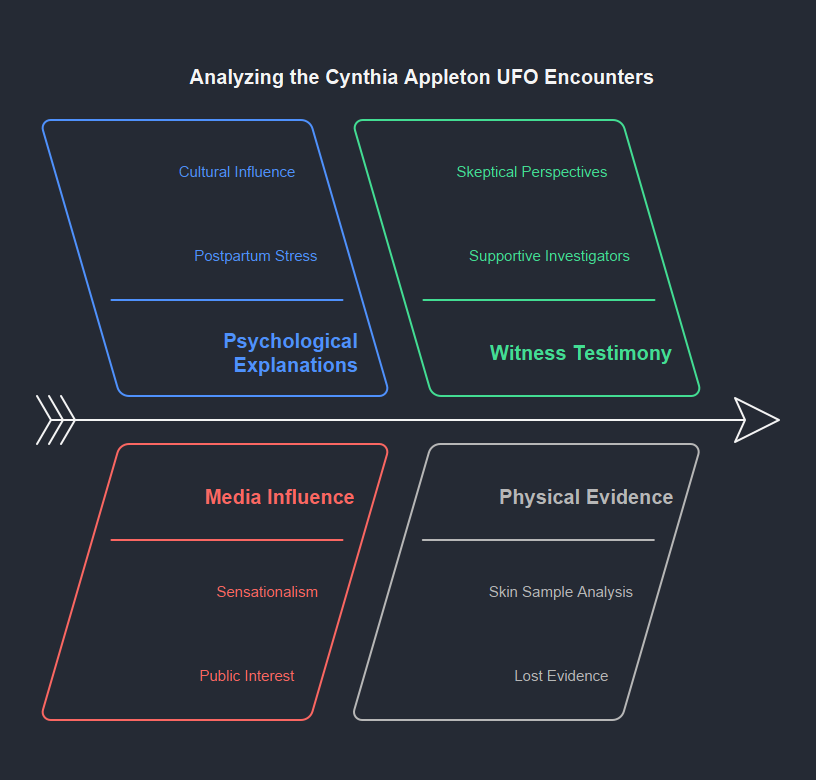 Analyzing the Cynthia Appleton UFO Encounters
Cultural Influence
Postpartum Stress
Psychological
Explanations
Skeptical Perspectives
Supportive Investigators
Witness Testimony
Media Influence
Sensationalism
Public Interest
Physical Evidence
Skin Sample Analysis
Lost Evidence